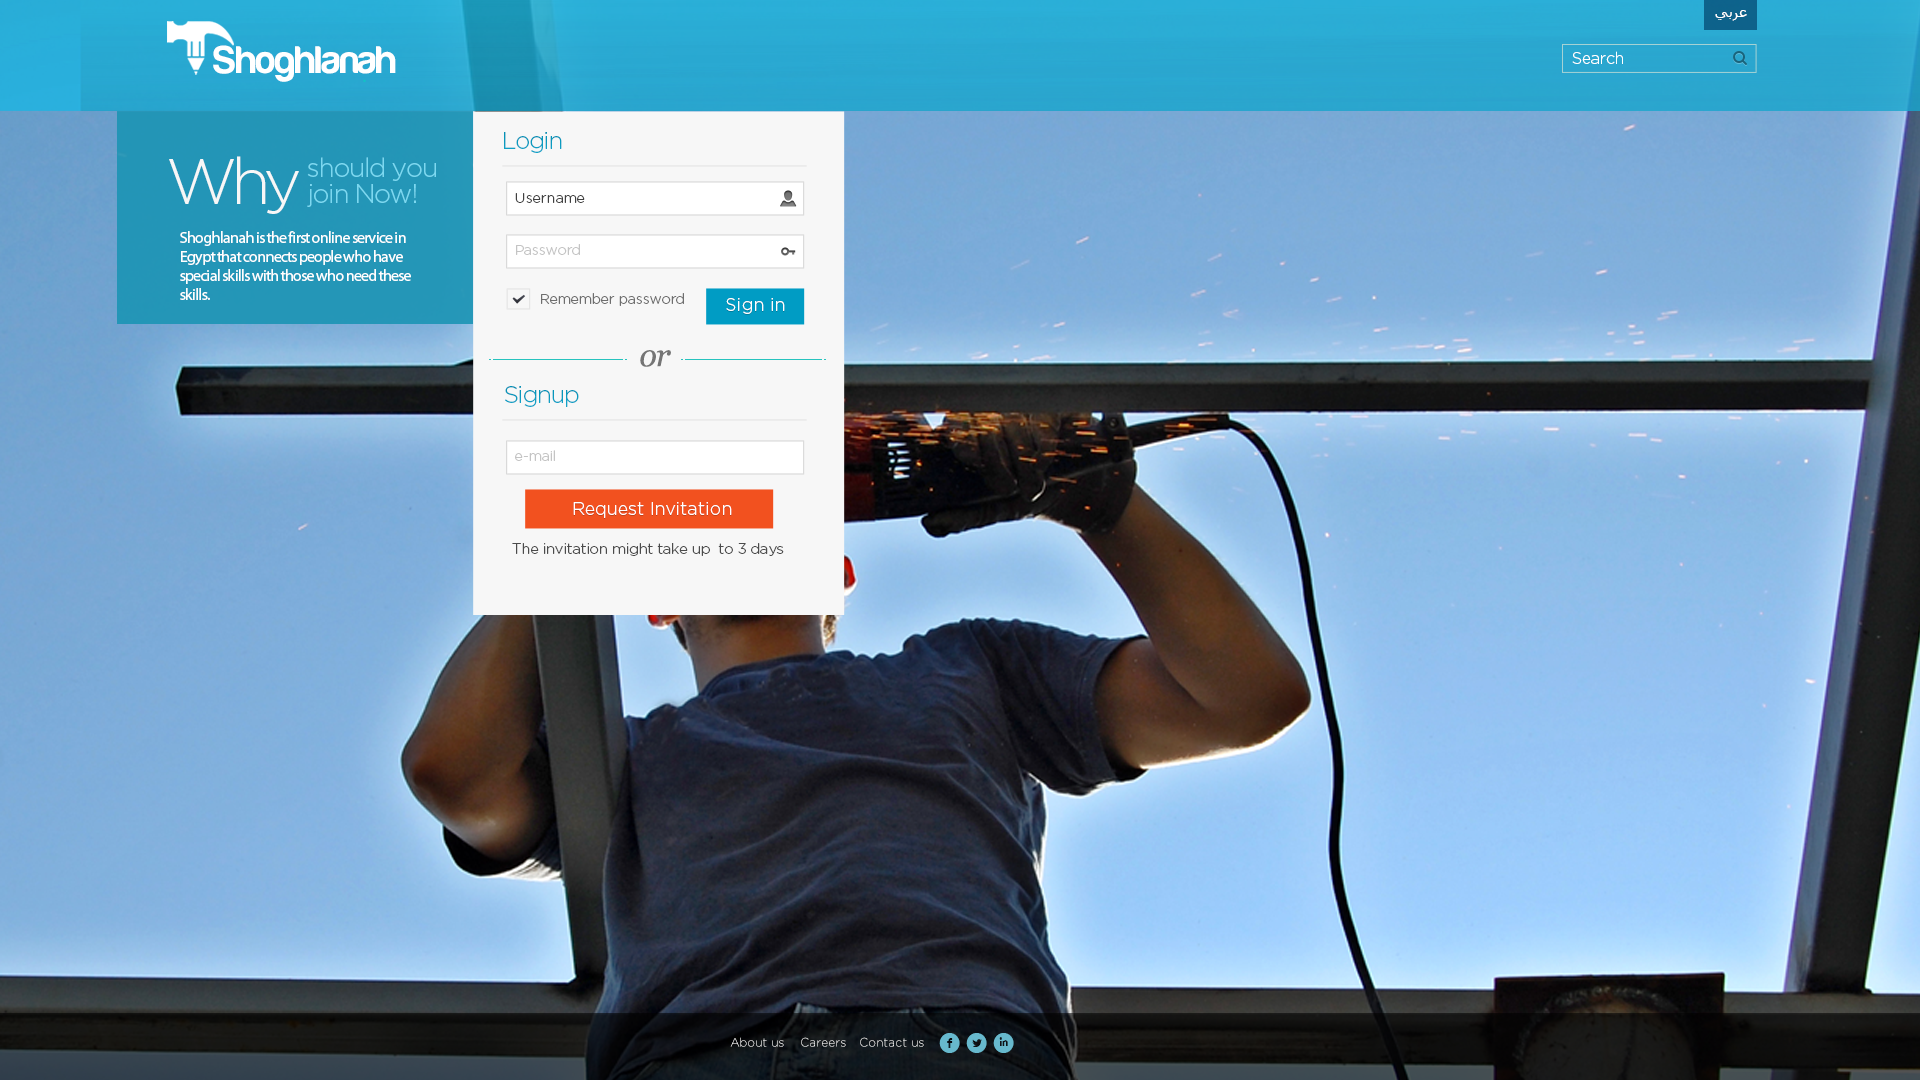 عربي
Shoghlanah
Search
Why should you
join Now!
Shoghlanah is the first online service in
Egypt that connects people who have
special skills with those who need these
skills.
Login
Username
Password
Remember password
Sign in
or
Signup
e-mail
Request Invitation
The invitation might take up to 3 days
About us Careers Contact us